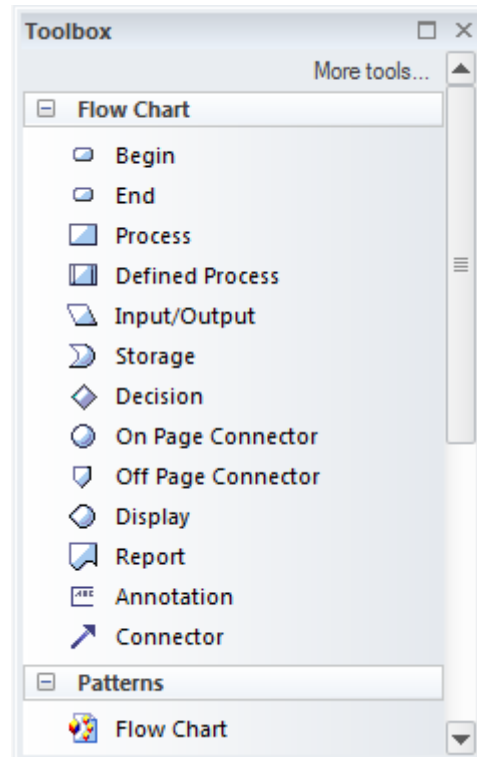 Toolbox
More tools...
Flow Chart
Begin
End
Process
Defined Process
Input/Output
Storage
Decision
On Page Connector
Off Page Connector
Display
Report
ABC Annotation
Connector
Patterns
Flow Chart